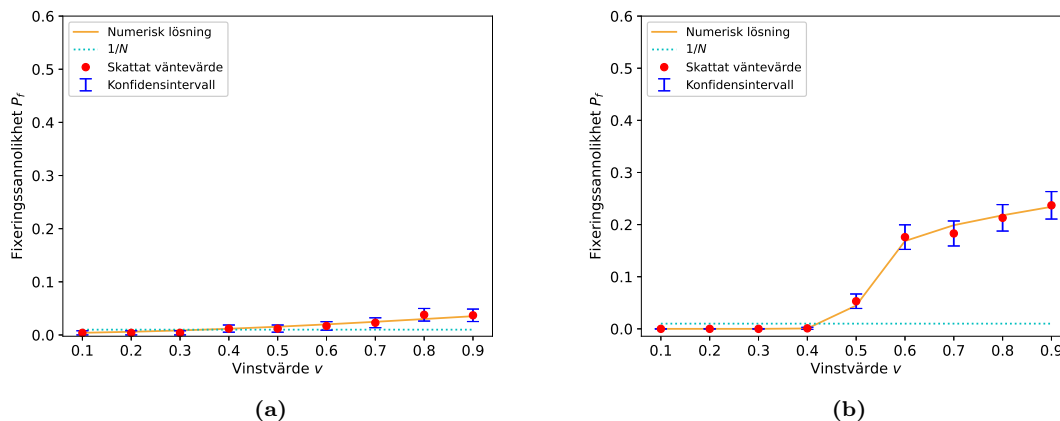 0.6
0.5
0.4
0.3
0.2
0.1
0.0
Fixeringssannolikhet P_f
Numerisk lösning
1/N
Skattat väntevärde
Konfidensintervall
0.1 0.2 0.3 0.4 0.5 0.6 0.7 0.8 0.9
Vinstvärde v
(a)
0.6
0.5
0.4
0.3
0.2
0.1
0.0
Fixeringssannolikhet P_f
Numerisk lösning
1/N
Skattat väntevärde
Konfidensintervall
0.1 0.2 0.3 0.4 0.5 0.6 0.7 0.8 0.9
Vinstvärde v
(b)